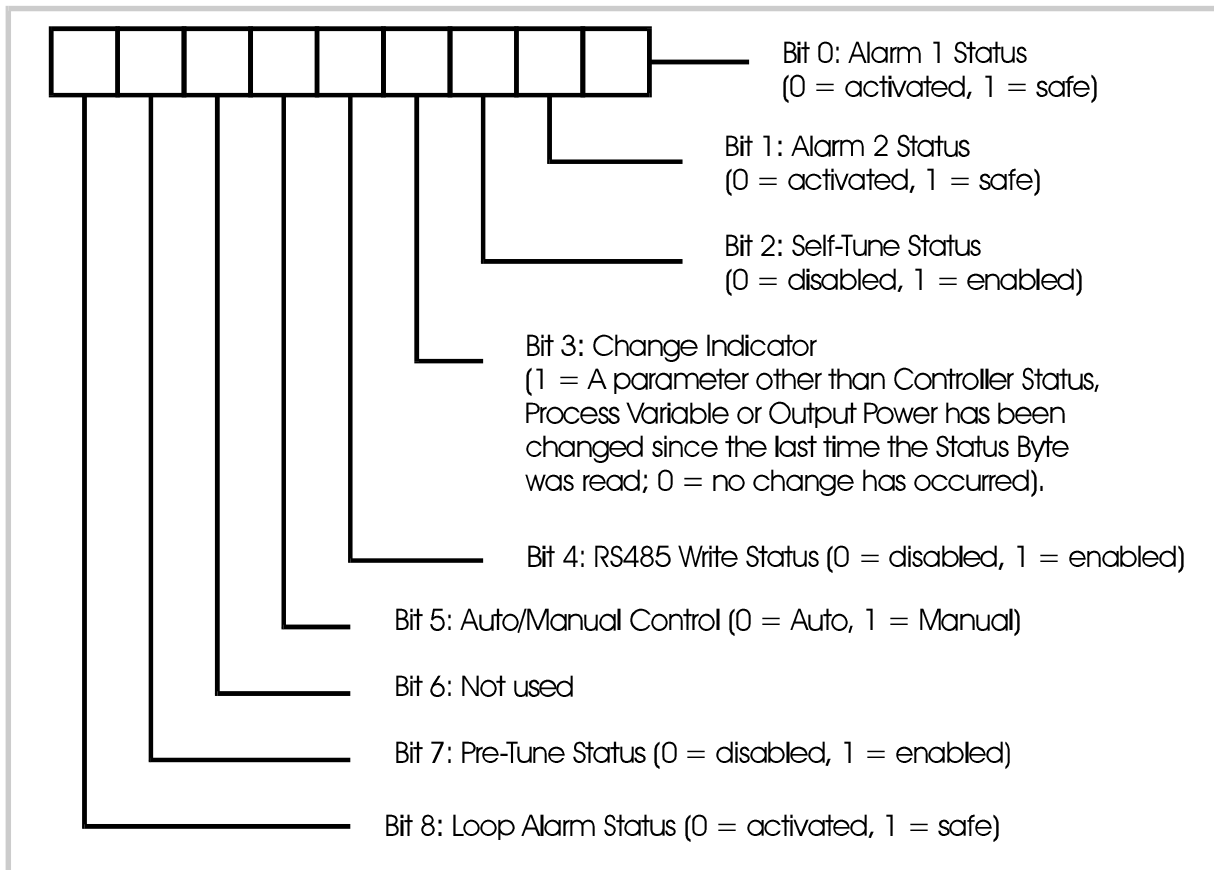 Bit 0: Alarm 1 Status
(0 = activated, 1 = safe)
Bit 1: Alarm 2 Status
(0 = activated, 1 = safe)
Bit 2: Self-Tune Status
(0 = disabled, 1 = enabled)
Bit 3: Change Indicator
(1 = A parameter other than Controller Status,
Process Variable or Output Power has been
changed since the last time the Status Byte
was read; 0 = no change has occurred).
Bit 4: RS485 Write Status (0 = disabled, 1 = enabled)
Bit 5: Auto/Manual Control (0 = Auto, 1 = Manual)
Bit 6: Not used
Bit 7: Pre-Tune Status (0 = disabled, 1 = enabled)
Bit 8: Loop Alarm Status (0 = activated, 1 = safe)